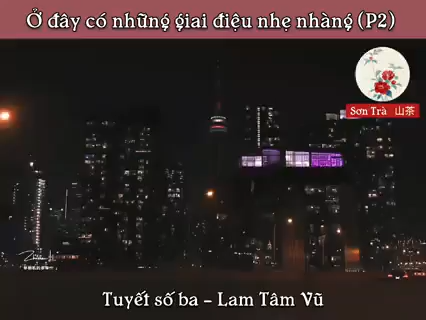 Ở đây có những giai điệu nhẹ nhàng (P2)
Sơn Trà 山茶
Tuyết số ba - Lam Tâm Vũ